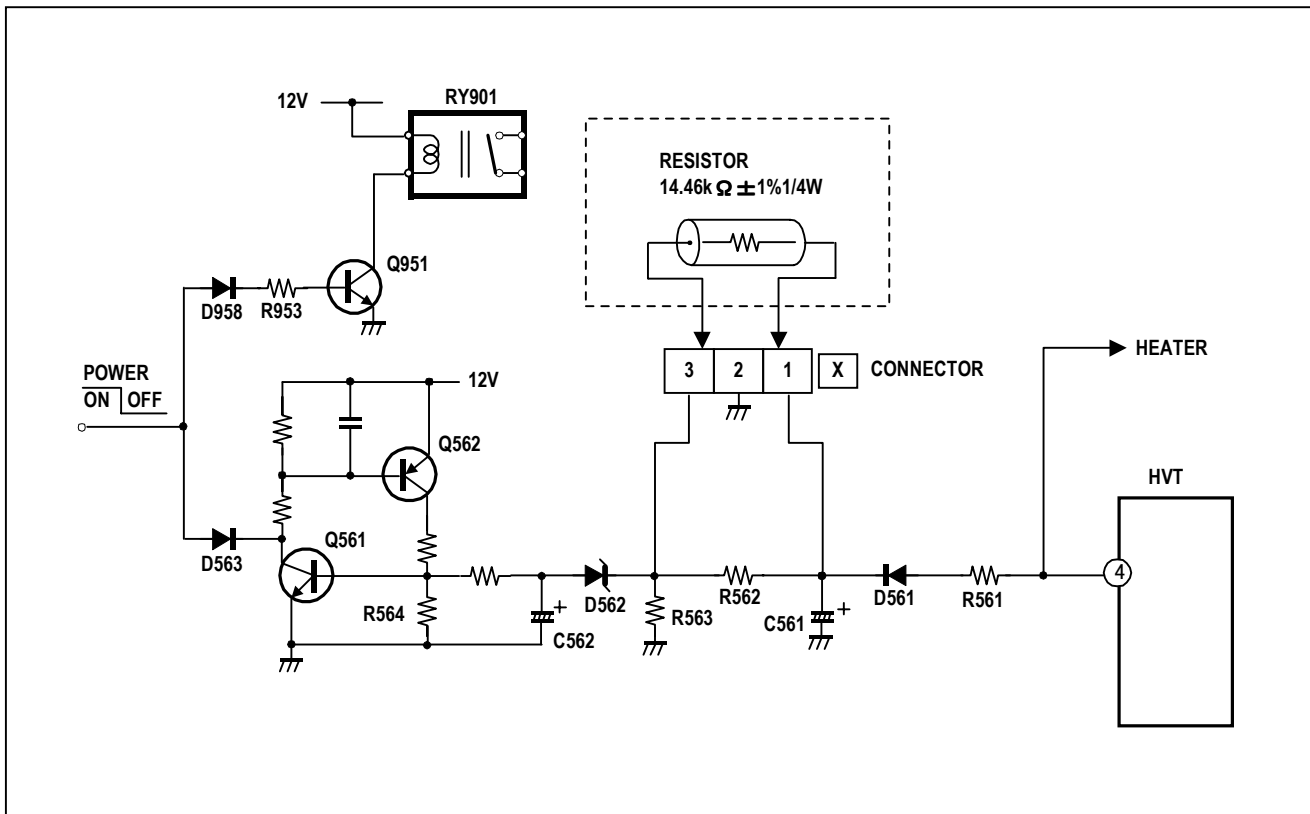 12V
RY901
RESISTOR
14.46k Ω ±1%1/4W
Q951
D958
R953
3
2
1
X
CONNECTOR
HEATER
POWER
ON OFF
12V
Q562
HVT
D563
Q561
4
R564
D562
R562
D561
R561
C562
R563
C561
+
+